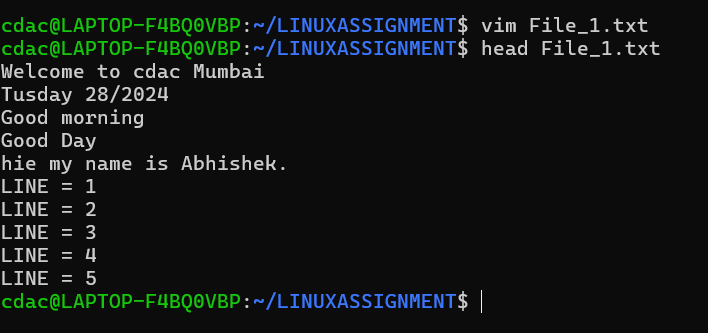 cdac@LAPTOP-F4BQ0VBP:~/LINUXASSIGNMENT$ vim File_1.txt
cdac@LAPTOP-F4BQ0VBP:~/LINUXASSIGNMENT$ head File_1.txt
Welcome to cdac Mumbai
Tusday 28/2024
Good morning
Good Day
hie my name is Abhishek.
LINE = 1
LINE = 2
LINE = 3
LINE = 4
LINE = 5
cdac@LAPTOP-F4BQ0VBP:~/LINUXASSIGNMENT$